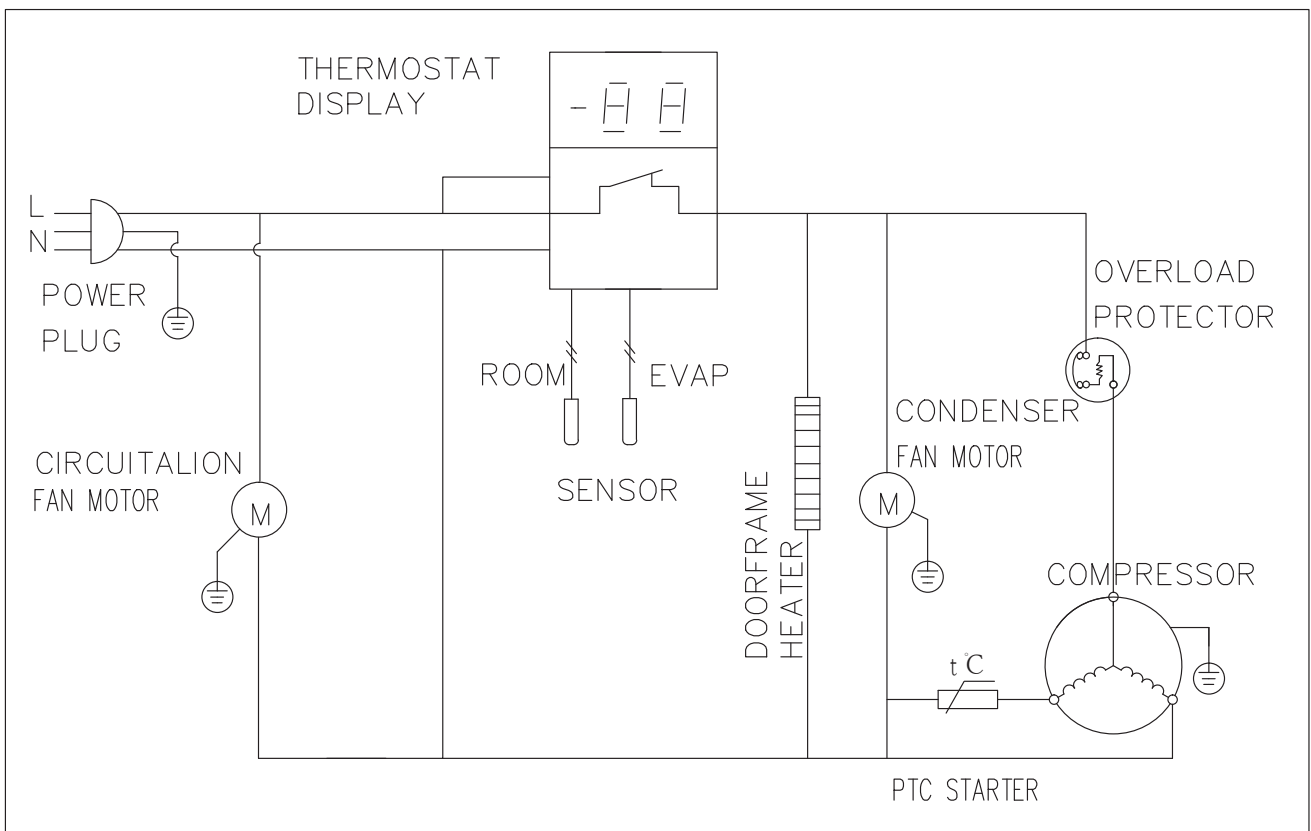 THERMOSTAT
DISPLAY
-88
L
N
POWER
PLUG
OVERLOAD
PROTECTOR
ROOM
EVAP
SENSOR
CONDENSER
FAN MOTOR
M
CIRCUITALION
FAN MOTOR
M
DOORFRAME
HEATER
COMPRESSOR
t°C
PTC STARTER